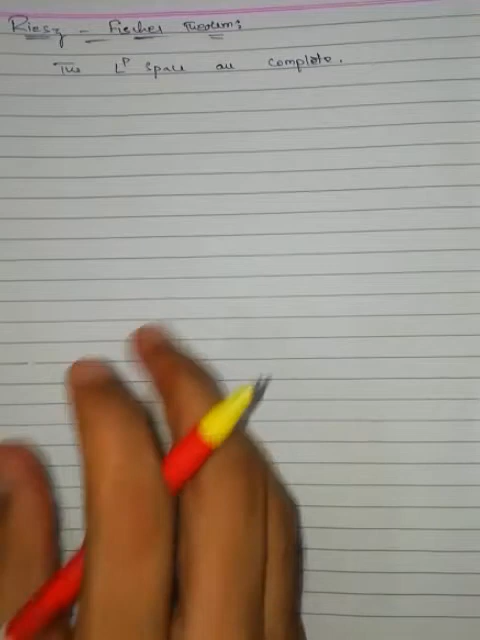 Riesz - Fischer Theorem:
The L^p space are complete.